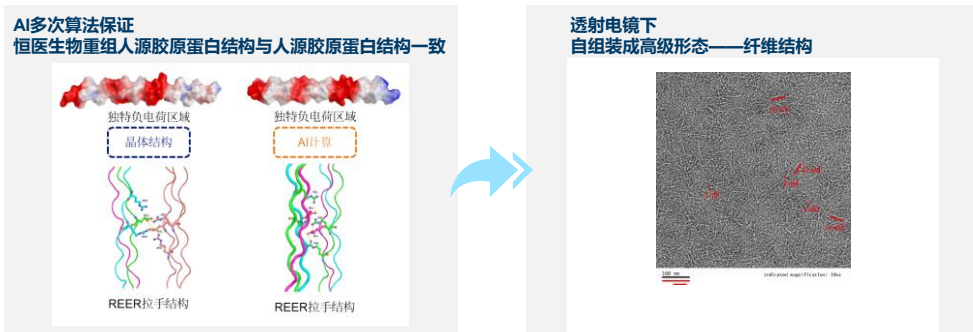 AI多次算法保证
恒医生物重组人源胶原蛋白结构与人源胶原蛋白结构一致
独特负电荷区域
独特负电荷区域
晶体结构
AI计算
REER拉手结构
REER拉手结构
透射电镜下
自组装成高级形态——纤维结构
100 nm